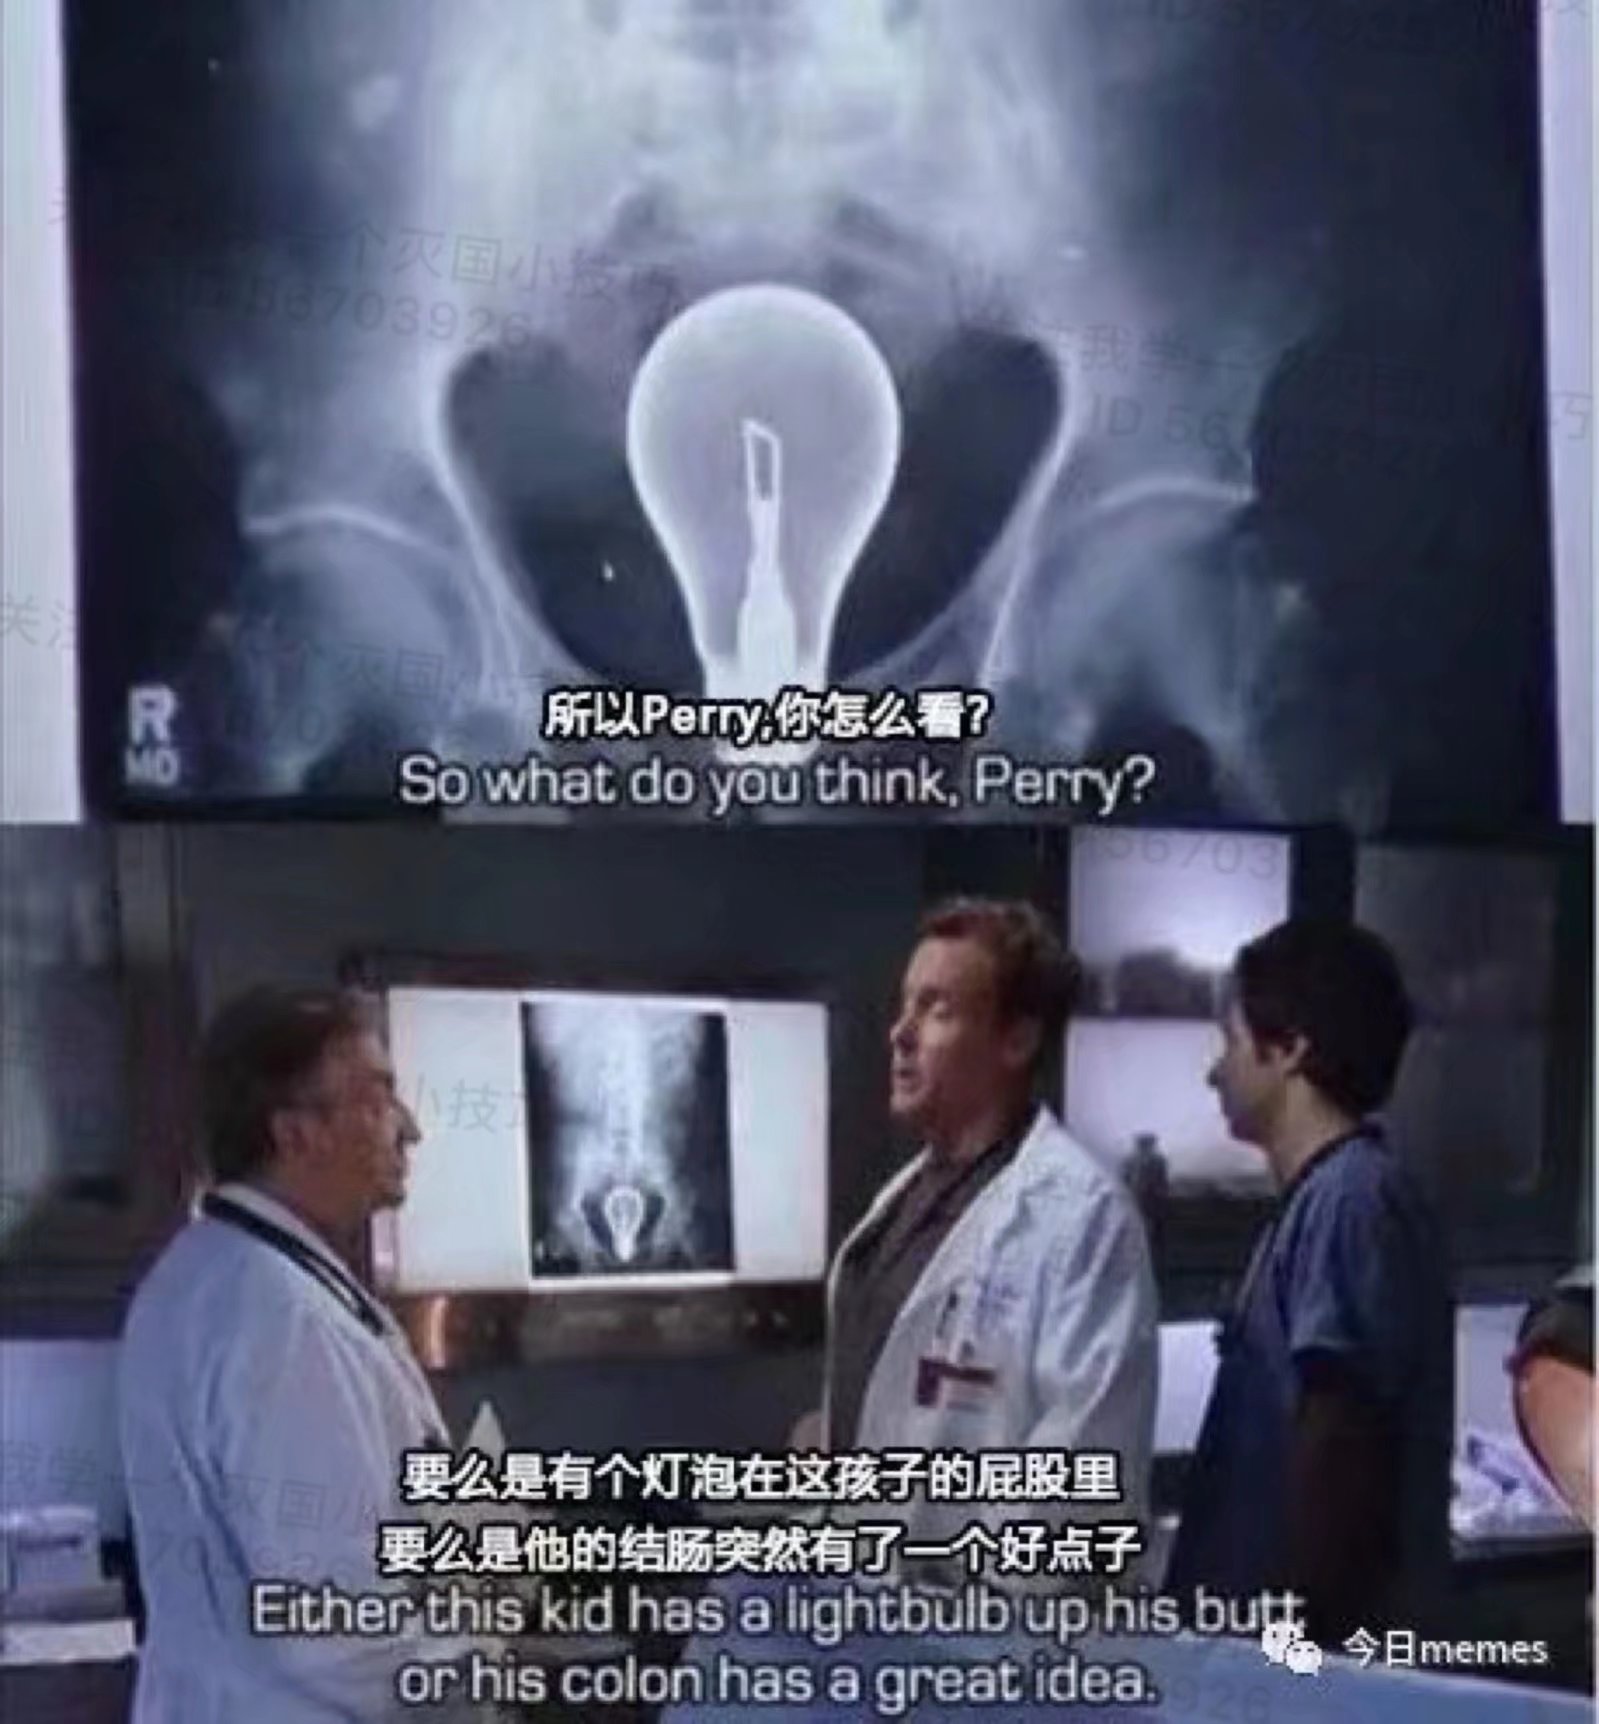 所以Perry,你怎么看?
So what do you think, Perry?
R
MD
要么是有个灯泡在这孩子的屁股里
要么是他的结肠突然有了一个好点子
Either this kid has a lightbulb up his butt
or his colon has a great idea.
今日memes